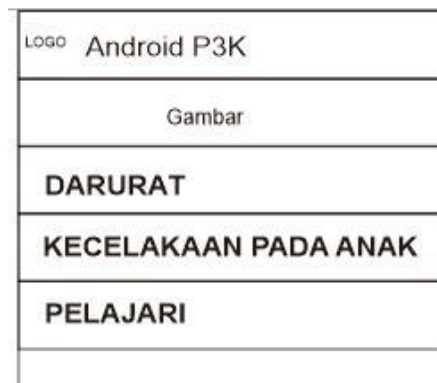 LOGO Android P3K
Gambar
DARURAT
KECELAKAAN PADA ANAK
PELAJARI